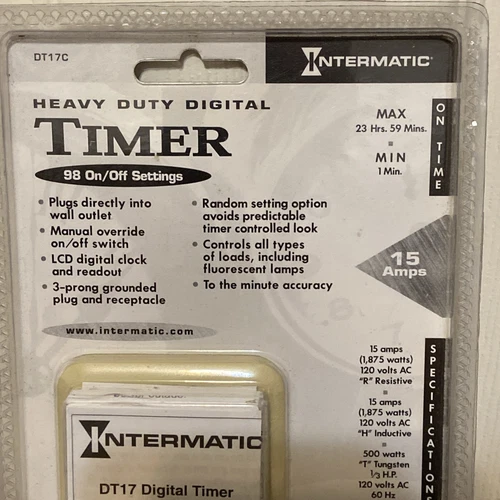 DT17C
INTERMATIC®
HEAVY DUTY DIGITAL
TIMER
98 On/Off Settings
• Plugs directly into
wall outlet
• Manual override
on/off switch
• LCD digital clock
and readout
• 3-prong grounded
plug and receptacle
• Random setting option
avoids predictable
timer controlled look
• Controls all types
of loads, including
fluorescent lamps
• To the minute accuracy
www.intermatic.com
MAX
23 Hrs. 59 Mins.
MIN
1 Min.
ON TIME
15
Amps
15 amps
(1,875 watts)
120 volts AC
"R" Resistive
15 amps
(1,875 watts)
120 volts AC
"H" Inductive
500 watts
"T" Tungsten
1/3 H.P.
120 volts AC
60 Hz
SPECIFICATIONS
INTERMATIC
DT17 Digital Timer